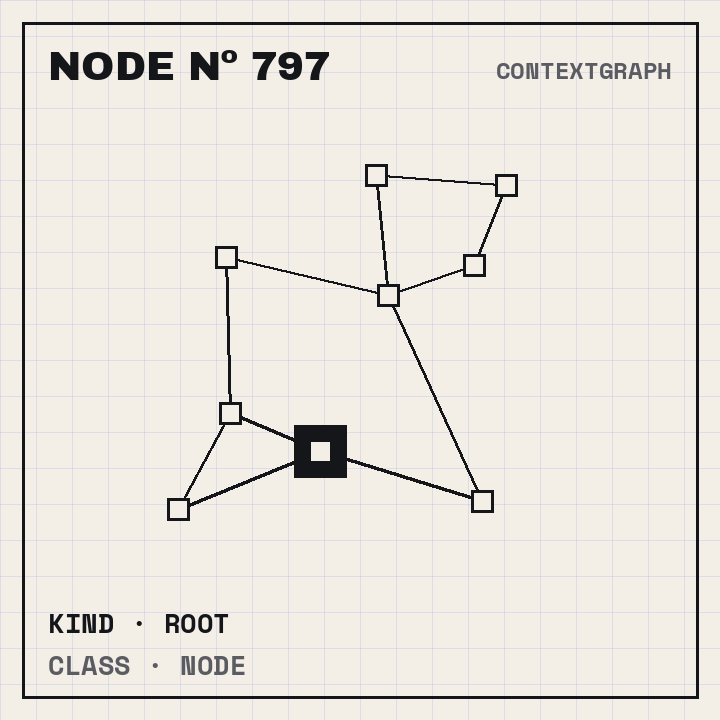 NODE Nº 797
CONTEXTGRAPH
KIND · ROOT
CLASS · NODE